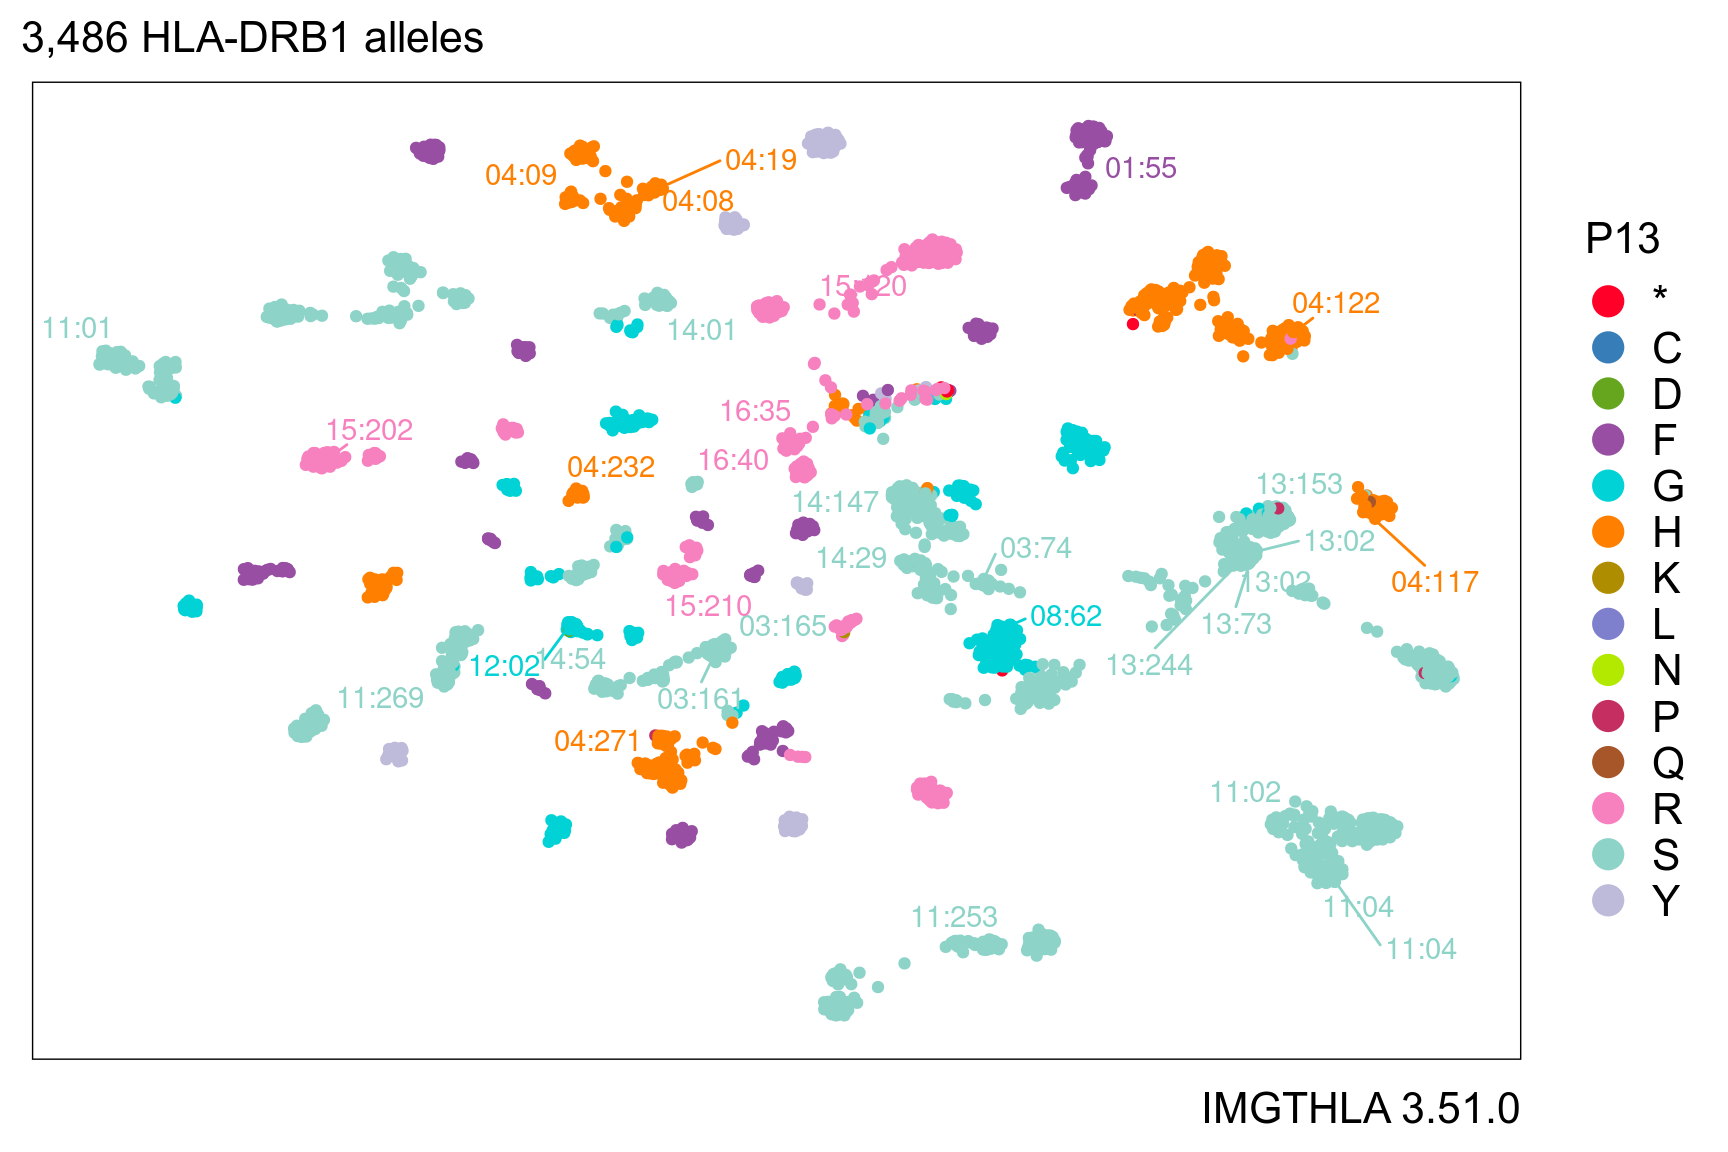 3,486 HLA-DRB1 alleles
04:19
04:09
01:55
04:08
15:120
04:122
11:01
14:01
16:35
15:202
16:40
04:232
13:153
14:147
13:02
03:74
14:29
04:117
13:02
15:210
08:62
03:165
13:73
14:54
12:02
13:244
11:269
03:161
04:271
11:02
11:04
11:253
11:04
P13
*
C
D
F
G
H
K
L
N
P
Q
R
S
Y
IMGTHLA 3.51.0